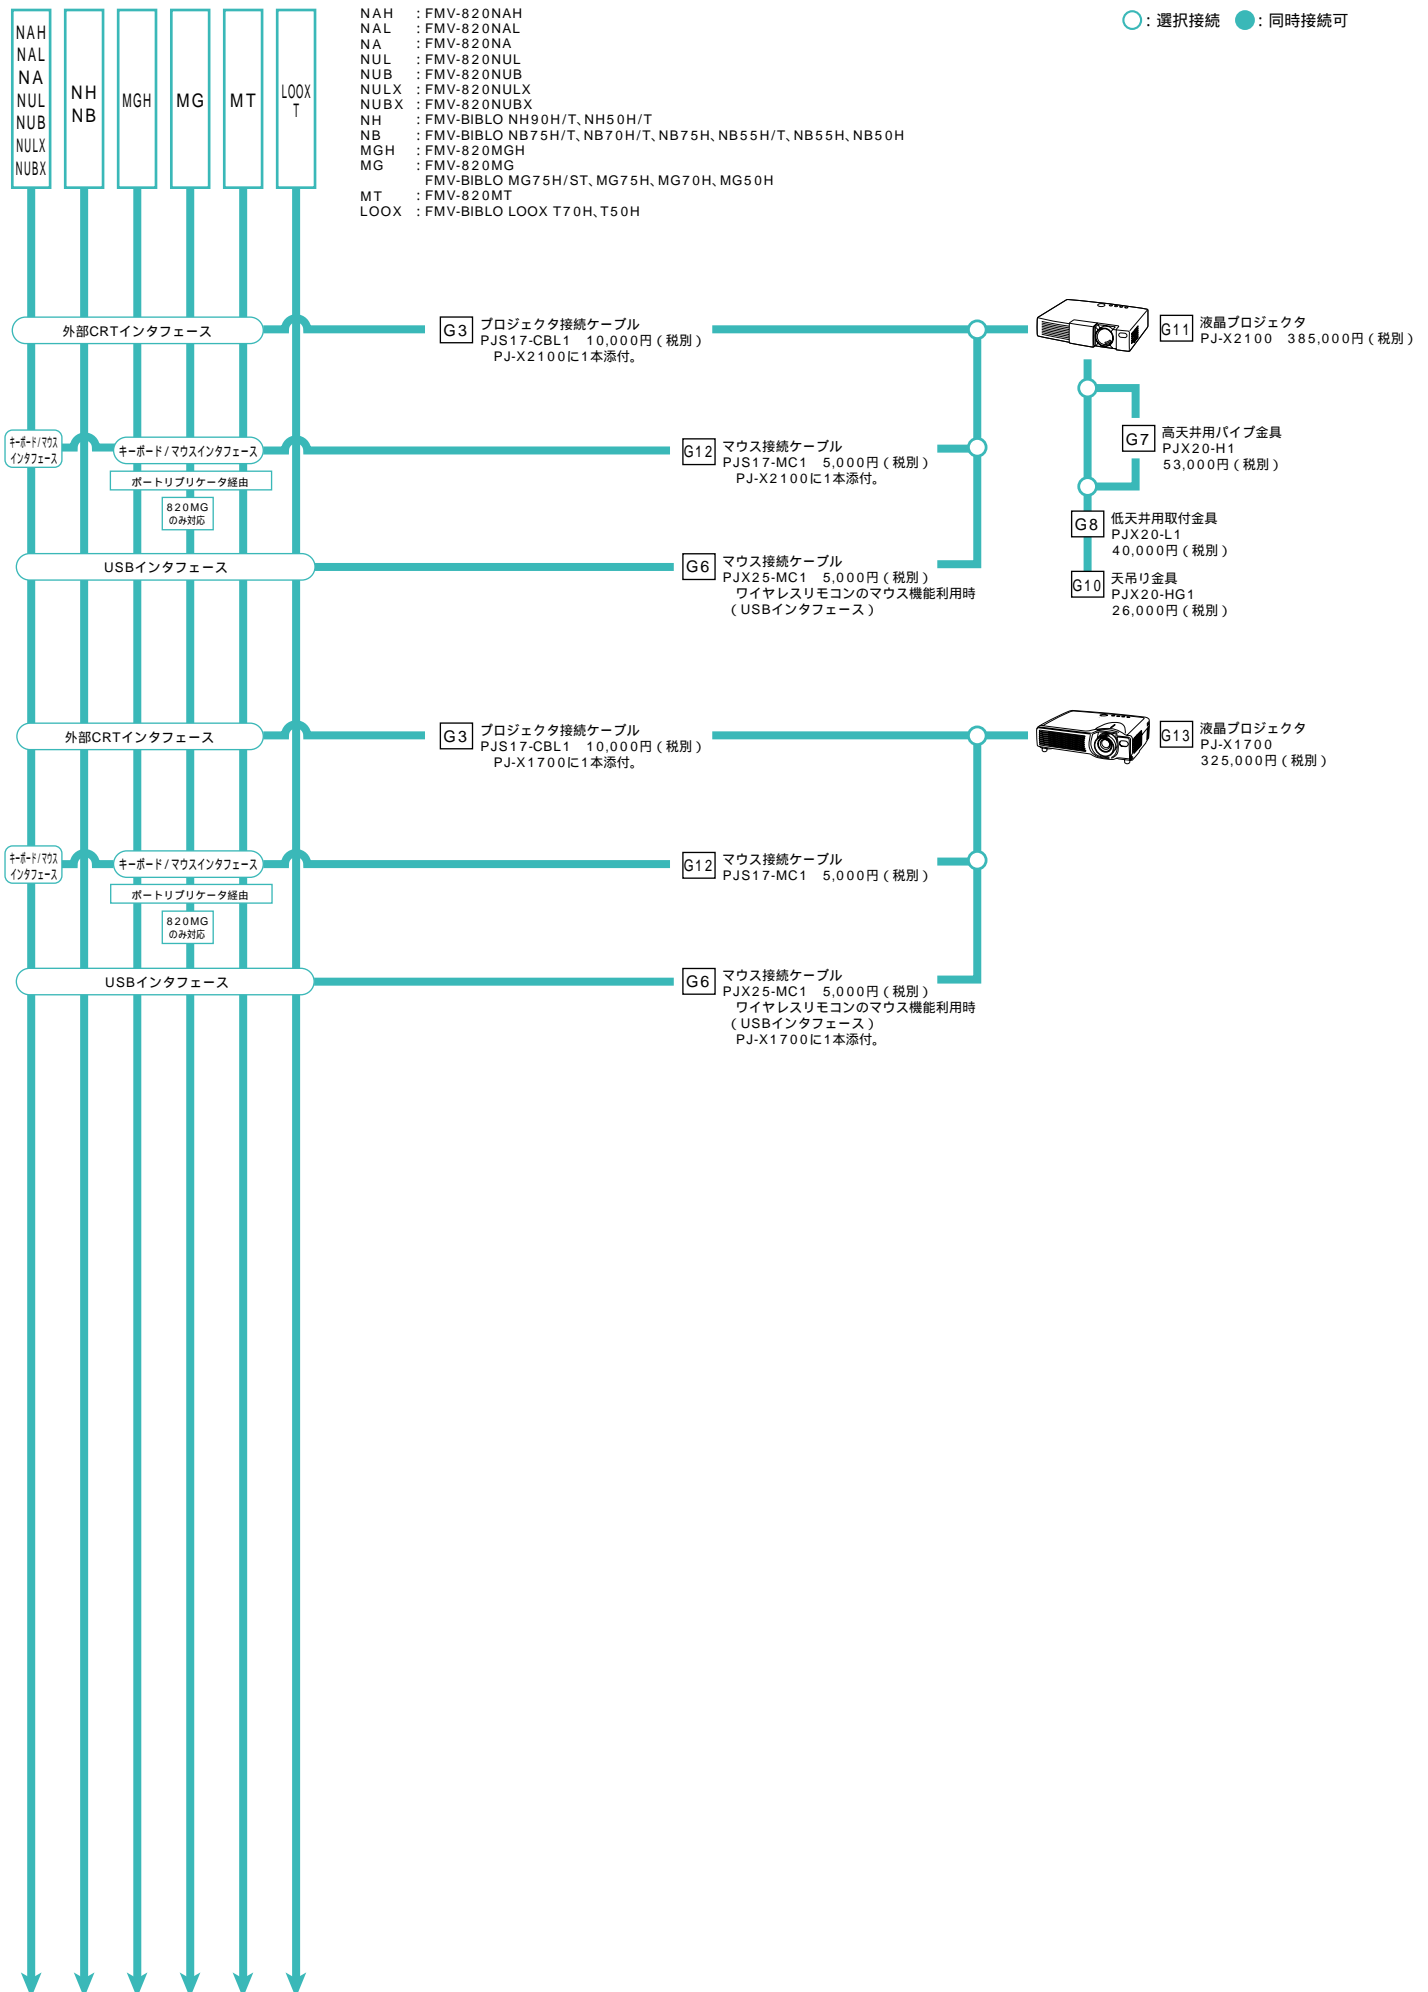 NAH
NAL
NA
NUL
NUB
NULX
NUBX
NH
NB
MGH
MG
MT
LOOX
T
NAH : FMV-820NAH
NAL : FMV-820NAL
NA : FMV-820NA
NUL : FMV-820NUL
NUB : FMV-820NUB
NULX : FMV-820NULX
NUBX : FMV-820NUBX
NH : FMV-BIBLO NH90H/T、NH50H/T
NB : FMV-BIBLO NB75H/T、NB70H/T、NB75H、NB55H/T、NB55H、NB50H
MGH : FMV-820MGH
MG : FMV-820MG
FMV-BIBLO MG75H/ST、MG75H、MG70H、MG50H
MT : FMV-820MT
LOOX : FMV-BIBLO LOOX T70H、T50H
: 選択接続 : 同時接続可
外部CRTインタフェース
G3 プロジェクタ接続ケーブル
PJS17-CBL1 10,000円(税別)
PJ-X2100に1本添付。
G11 液晶プロジェクタ
PJ-X2100 385,000円(税別)
G7 高天井用パイプ金具
PJX20-H1
53,000円(税別)
キーボード/マウス
インタフェース
キーボード/マウスインタフェース
ポートリプリケータ経由
820MG
のみ対応
G12 マウス接続ケーブル
PJS17-MC1 5,000円(税別)
PJ-X2100に1本添付。
G8 低天井用取付金具
PJX20-L1
40,000円(税別)
USBインタフェース
G6 マウス接続ケーブル
PJX25-MC1 5,000円(税別)
ワイヤレスリモコンのマウス機能利用時
(USBインタフェース)
G10 天吊り金具
PJX20-HG1
26,000円(税別)
外部CRTインタフェース
G3 プロジェクタ接続ケーブル
PJS17-CBL1 10,000円(税別)
PJ-X1700に1本添付。
G13 液晶プロジェクタ
PJ-X1700
325,000円(税別)
キーボード/マウス
インタフェース
キーボード/マウスインタフェース
ポートリプリケータ経由
820MG
のみ対応
G12 マウス接続ケーブル
PJS17-MC1 5,000円(税別)
USBインタフェース
G6 マウス接続ケーブル
PJX25-MC1 5,000円(税別)
ワイヤレスリモコンのマウス機能利用時
(USBインタフェース)
PJ-X1700に1本添付。